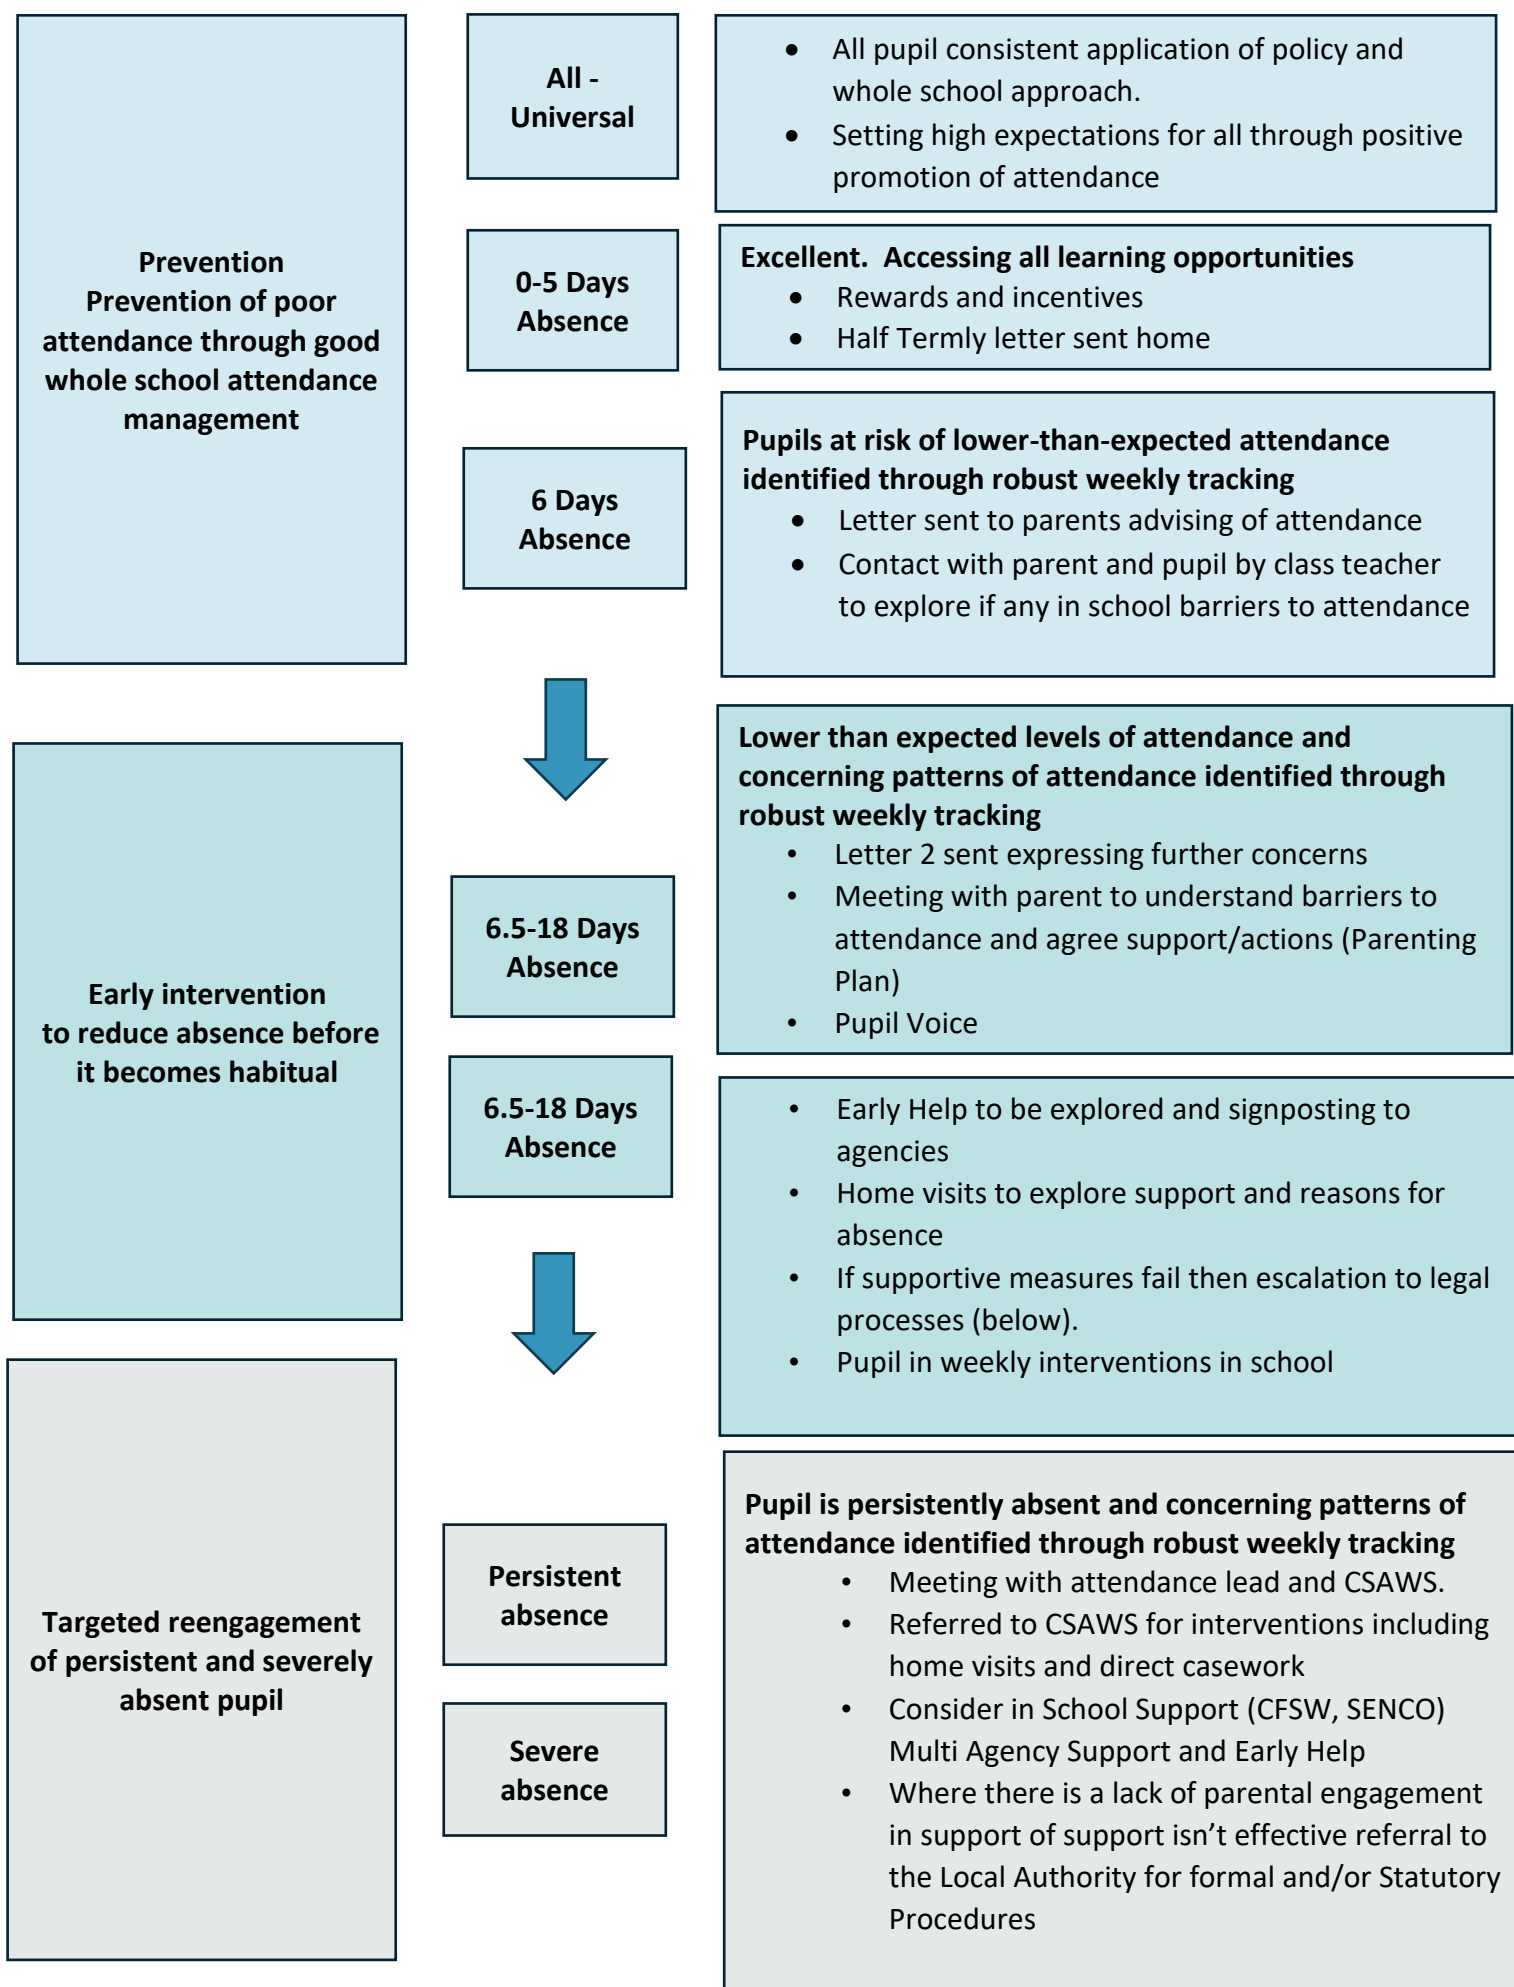 Prevention
Prevention of poor
attendance through good
whole school attendance
management
All -
Universal
• All pupil consistent application of policy and
whole school approach.
• Setting high expectations for all through positive
promotion of attendance
0-5 Days
Absence
Excellent.  Accessing all learning opportunities
• Rewards and incentives
• Half Termly letter sent home
6 Days
Absence
Pupils at risk of lower-than-expected attendance
identified through robust weekly tracking
• Letter sent to parents advising of attendance
• Contact with parent and pupil by class teacher
to explore if any in school barriers to attendance
Early intervention
to reduce absence before
it becomes habitual
6.5-18 Days
Absence
Lower than expected levels of attendance and
concerning patterns of attendance identified through
robust weekly tracking
• Letter 2 sent expressing further concerns
• Meeting with parent to understand barriers to
attendance and agree support/actions (Parenting
Plan)
• Pupil Voice
6.5-18 Days
Absence
• Early Help to be explored and signposting to
agencies
• Home visits to explore support and reasons for
absence
• If supportive measures fail then escalation to legal
processes (below).
• Pupil in weekly interventions in school
Targeted reengagement
of persistent and severely
absent pupil
Persistent
absence
Severe
absence
Pupil is persistently absent and concerning patterns of
attendance identified through robust weekly tracking
• Meeting with attendance lead and CSAWS.
• Referred to CSAWS for interventions including
home visits and direct casework
• Consider in School Support (CFSW, SENCO)
Multi Agency Support and Early Help
• Where there is a lack of parental engagement
in support of support isn’t effective referral to
the Local Authority for formal and/or Statutory
Procedures